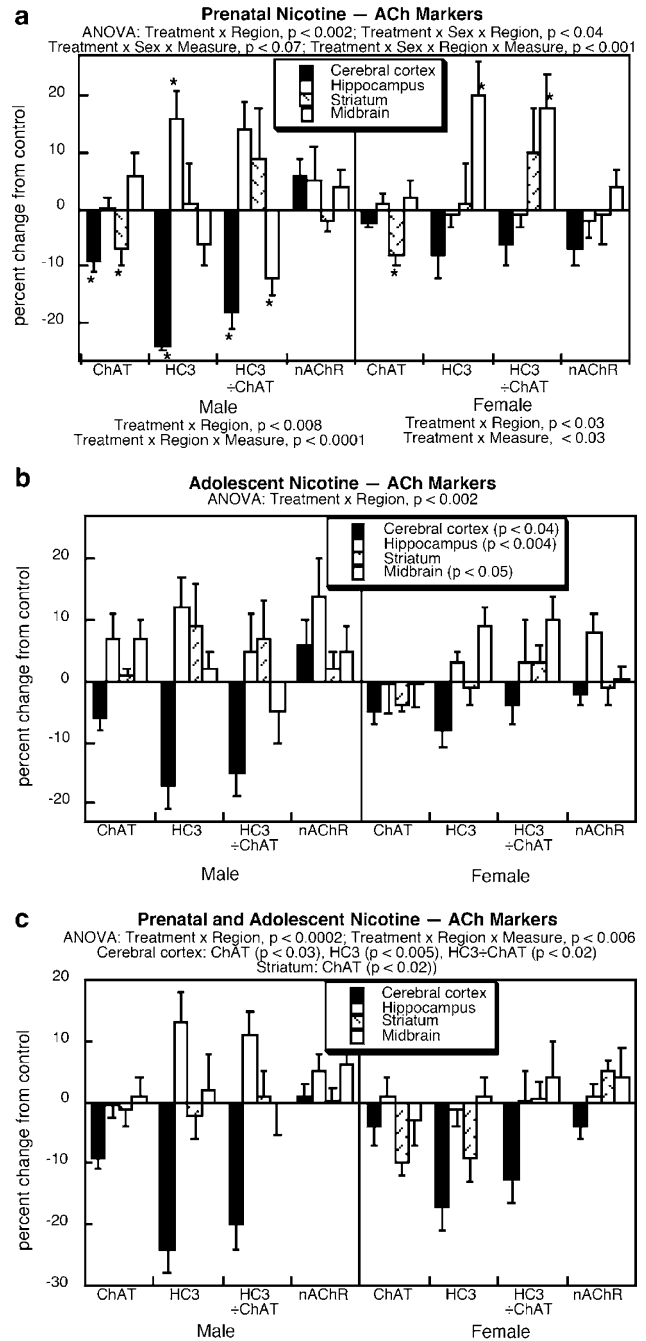 a
Prenatal Nicotine — ACh Markers
ANOVA: Treatment x Region, p < 0.002; Treatment x Sex x Region, p < 0.04
Treatment x Sex x Measure, p < 0.07; Treatment x Sex x Region x Measure, p < 0.001
Cerebral cortex
Hippocampus
Striatum
Midbrain
percent change from control
20
10
0
-10
-20
* * * * * * * *
ChAT HC3 HC3 nAChR ChAT HC3 HC3 nAChR
÷ChAT ÷ChAT
Male Female
Treatment x Region, p < 0.008 Treatment x Region, p < 0.03
Treatment x Region x Measure, p < 0.0001 Treatment x Measure, < 0.03
b
Adolescent Nicotine — ACh Markers
ANOVA: Treatment x Region, p < 0.002
Cerebral cortex (p < 0.04)
Hippocampus (p < 0.004)
Striatum
Midbrain (p < 0.05)
percent change from control
20
10
0
-10
-20
ChAT HC3 HC3 nAChR ChAT HC3 HC3 nAChR
÷ChAT ÷ChAT
Male Female
c
Prenatal and Adolescent Nicotine — ACh Markers
ANOVA: Treatment x Region, p < 0.0002; Treatment x Region x Measure, p < 0.006
Cerebral cortex: ChAT (p < 0.03), HC3 (p < 0.005), HC3÷ChAT (p < 0.02)
Striatum: ChAT (p < 0.02))
Cerebral cortex
Hippocampus
Striatum
Midbrain
percent change from control
20
10
0
-10
-20
-30
ChAT HC3 HC3 nAChR ChAT HC3 HC3 nAChR
÷ChAT ÷ChAT
Male Female